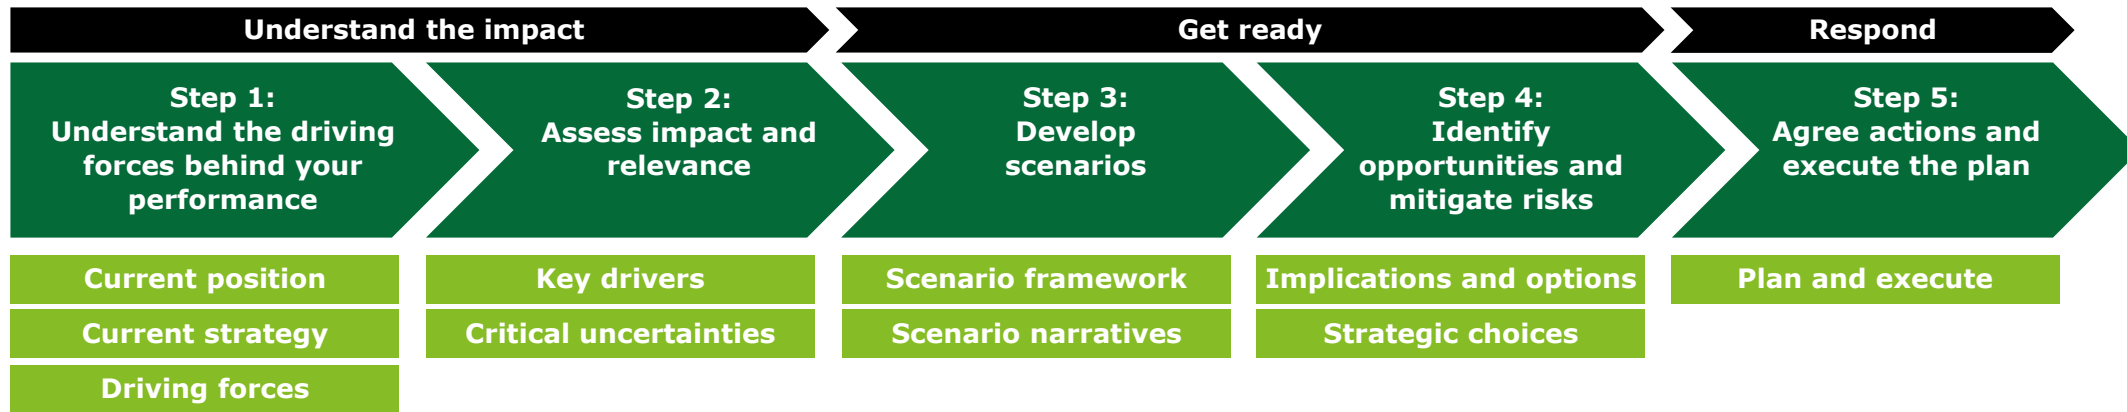 Understand the impact
Get ready
Respond
Step 1:
Understand the driving
forces behind your
performance
Step 2:
Assess impact and
relevance
Step 3:
Develop
scenarios
Step 4:
Identify
opportunities and
mitigate risks
Step 5:
Agree actions and
execute the plan
Current position
Current strategy
Driving forces
Key drivers
Critical uncertainties
Scenario framework
Scenario narratives
Implications and options
Strategic choices
Plan and execute